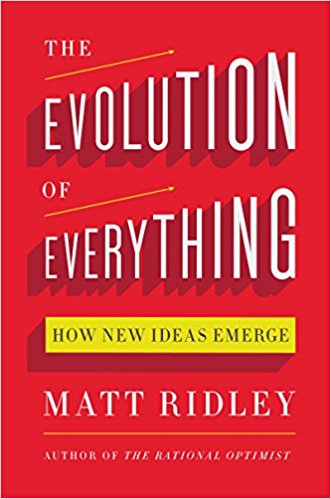 THE
EVOLUTION
OF
EVERYTHING
HOW NEW IDEAS EMERGE
MATT RIDLEY
AUTHOR OF THE RATIONAL OPTIMIST